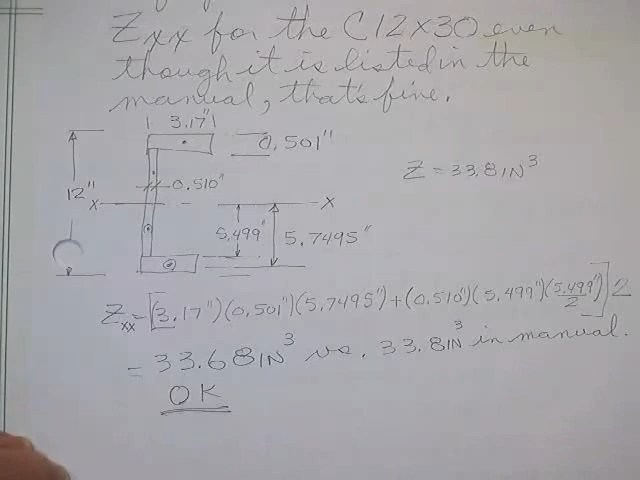 Zxx for the C12x30 even
though it is listed in the
manual, that's fine.
3.17"
0.501"
Z = 33.8 IN³
12"
0.510"
x
x
5.499"
5.7495"
Zxx = [(3.17")(0.501")(5.7495") + (0.510")(5.499")(5.499"/2)] 2
= 33.68 IN³ vs. 33.8 IN³ in manual.
OK